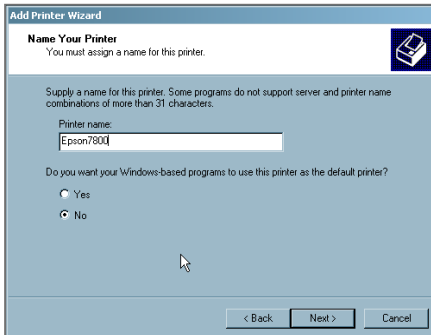 Add Printer Wizard
Name Your Printer
You must assign a name for this printer.
Supply a name for this printer. Some programs do not support server and printer name
combinations of more than 31 characters.
Printer name:
Epson7800
Do you want your Windows-based programs to use this printer as the default printer?
Yes
No
< Back Next > Cancel